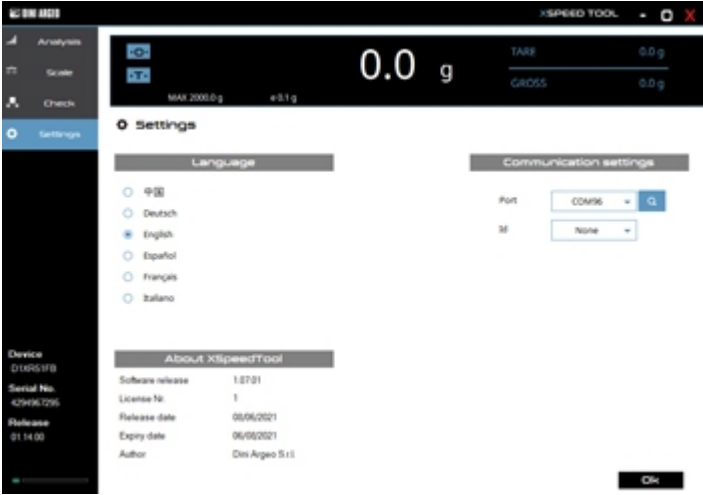 DINI ARGEO
XSPEED TOOL
Analysis
Scale
Check
Settings
0.0 g
TARE 0.0 g
GROSS 0.0 g
MAX 2000.0 g e 0.1 g
Settings
Language
中国
Deutsch
English
Español
Français
Italiano
Communication settings
Port COM96
Id None
About XSpeedTool
Software release 1.07.01
License Nr. 1
Release date 08/06/2021
Expiry date 06/08/2021
Author Dini Argeo S.r.l.
Device
Serial No.
4294967295
Release
01.14.00
Ok